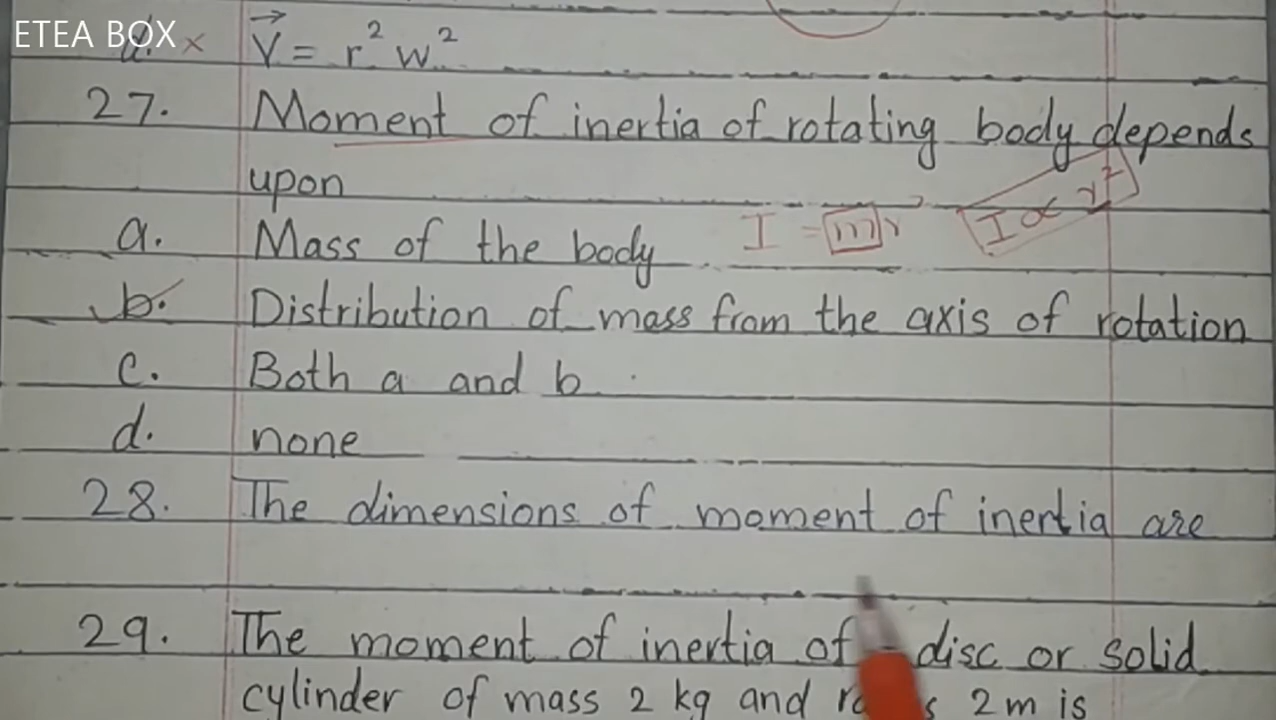 ETEA BOX
d. × V = r² w²
27. Moment of inertia of rotating body depends
upon
a. Mass of the body I = m r² I ∝ r²
b. Distribution of mass from the axis of rotation
c. Both a and b
d. none
28. The dimensions of moment of inertia are
29. The moment of inertia of disc or solid
cylinder of mass 2 kg and 2m is